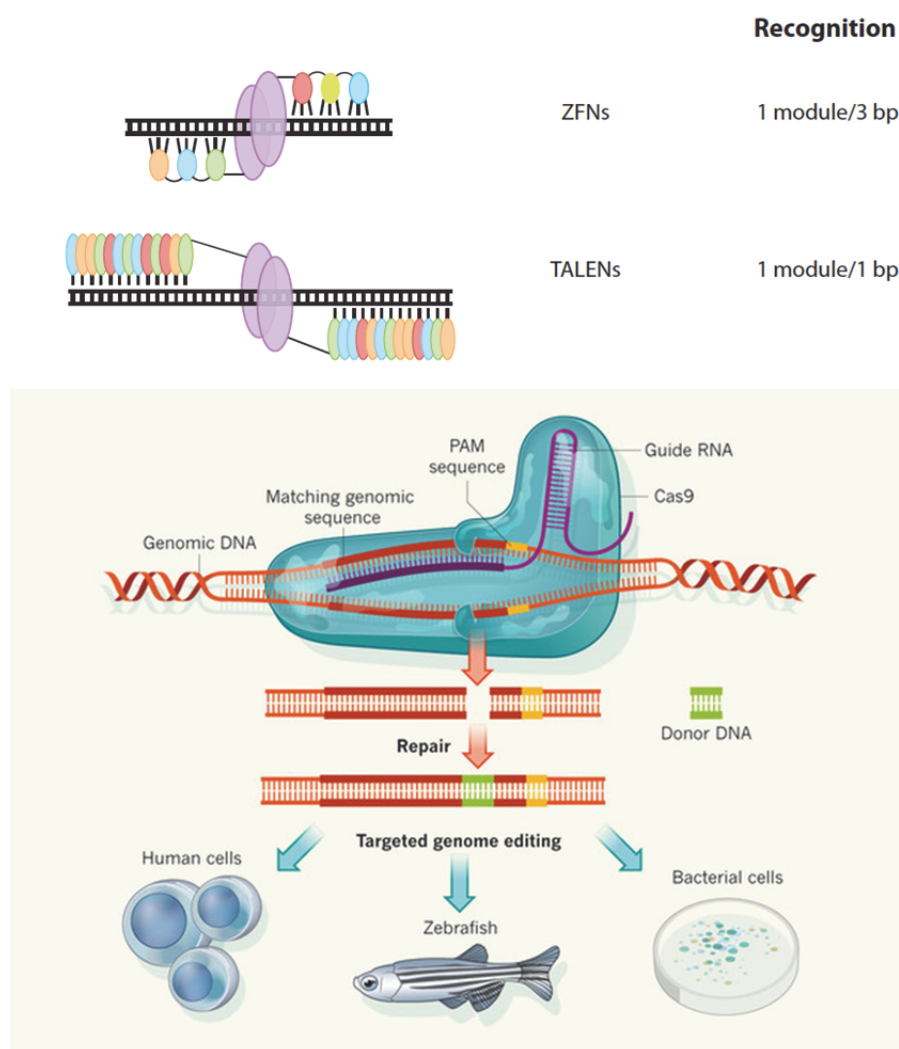 Recognition
ZFNs
1 module/3 bp
TALENs
1 module/1 bp
PAM
sequence
Guide RNA
Matching genomic
sequence
Cas9
Genomic DNA
Donor DNA
Repair
Targeted genome editing
Human cells
Bacterial cells
Zebrafish